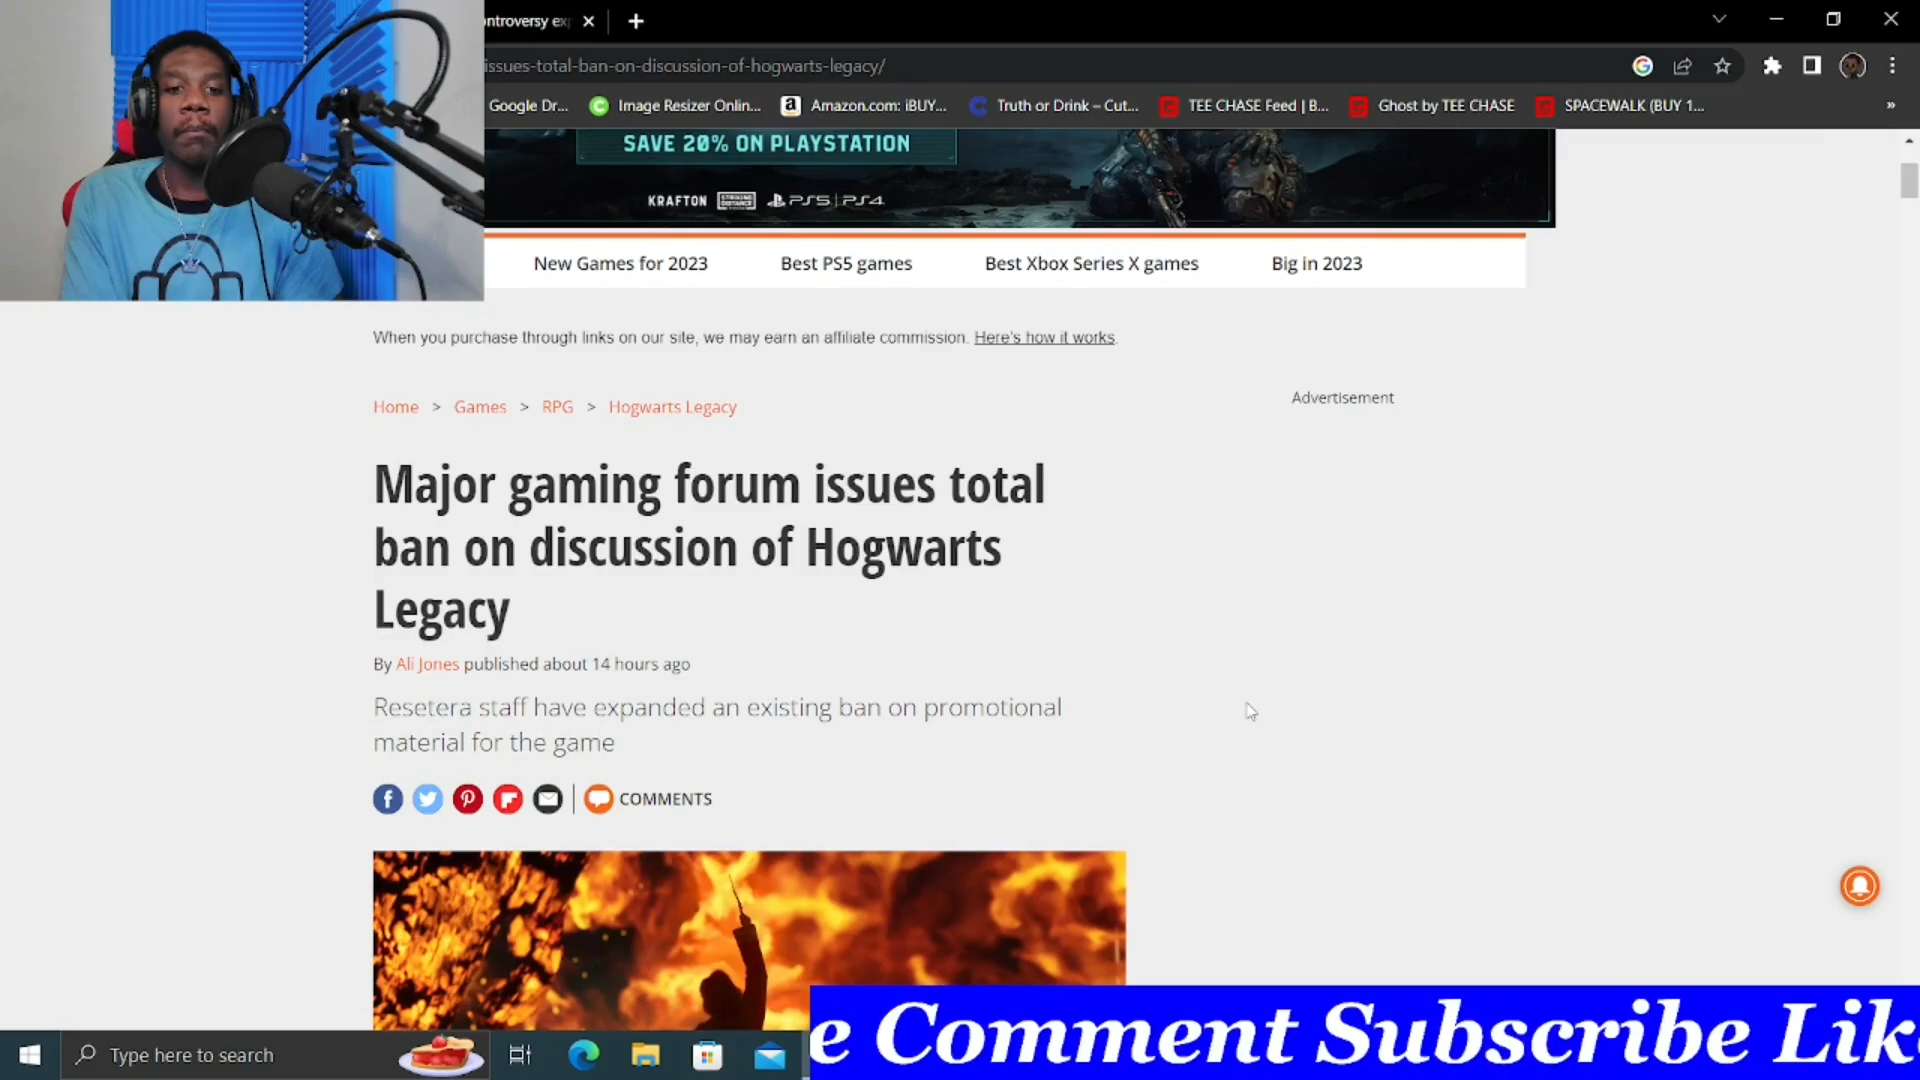 ontroversy ex
issues-total-ban-on-discussion-of-hogwarts-legacy/
Google Dr... Image Resizer Onlin... Amazon.com: iBUY... Truth or Drink – Cut... TEE CHASE Feed | B... Ghost by TEE CHASE SPACEWALK (BUY 1... »
SAVE 20% ON PLAYSTATION
KRAFTON STRIKING DISTANCE PS5 | PS4
New Games for 2023 Best PS5 games Best Xbox Series X games Big in 2023
When you purchase through links on our site, we may earn an affiliate commission. Here's how it works.
Advertisement
Home > Games > RPG > Hogwarts Legacy
Major gaming forum issues total
ban on discussion of Hogwarts
Legacy
By Ali Jones published about 14 hours ago
Resetera staff have expanded an existing ban on promotional
material for the game
COMMENTS
e Comment Subscribe Lik
Type here to search